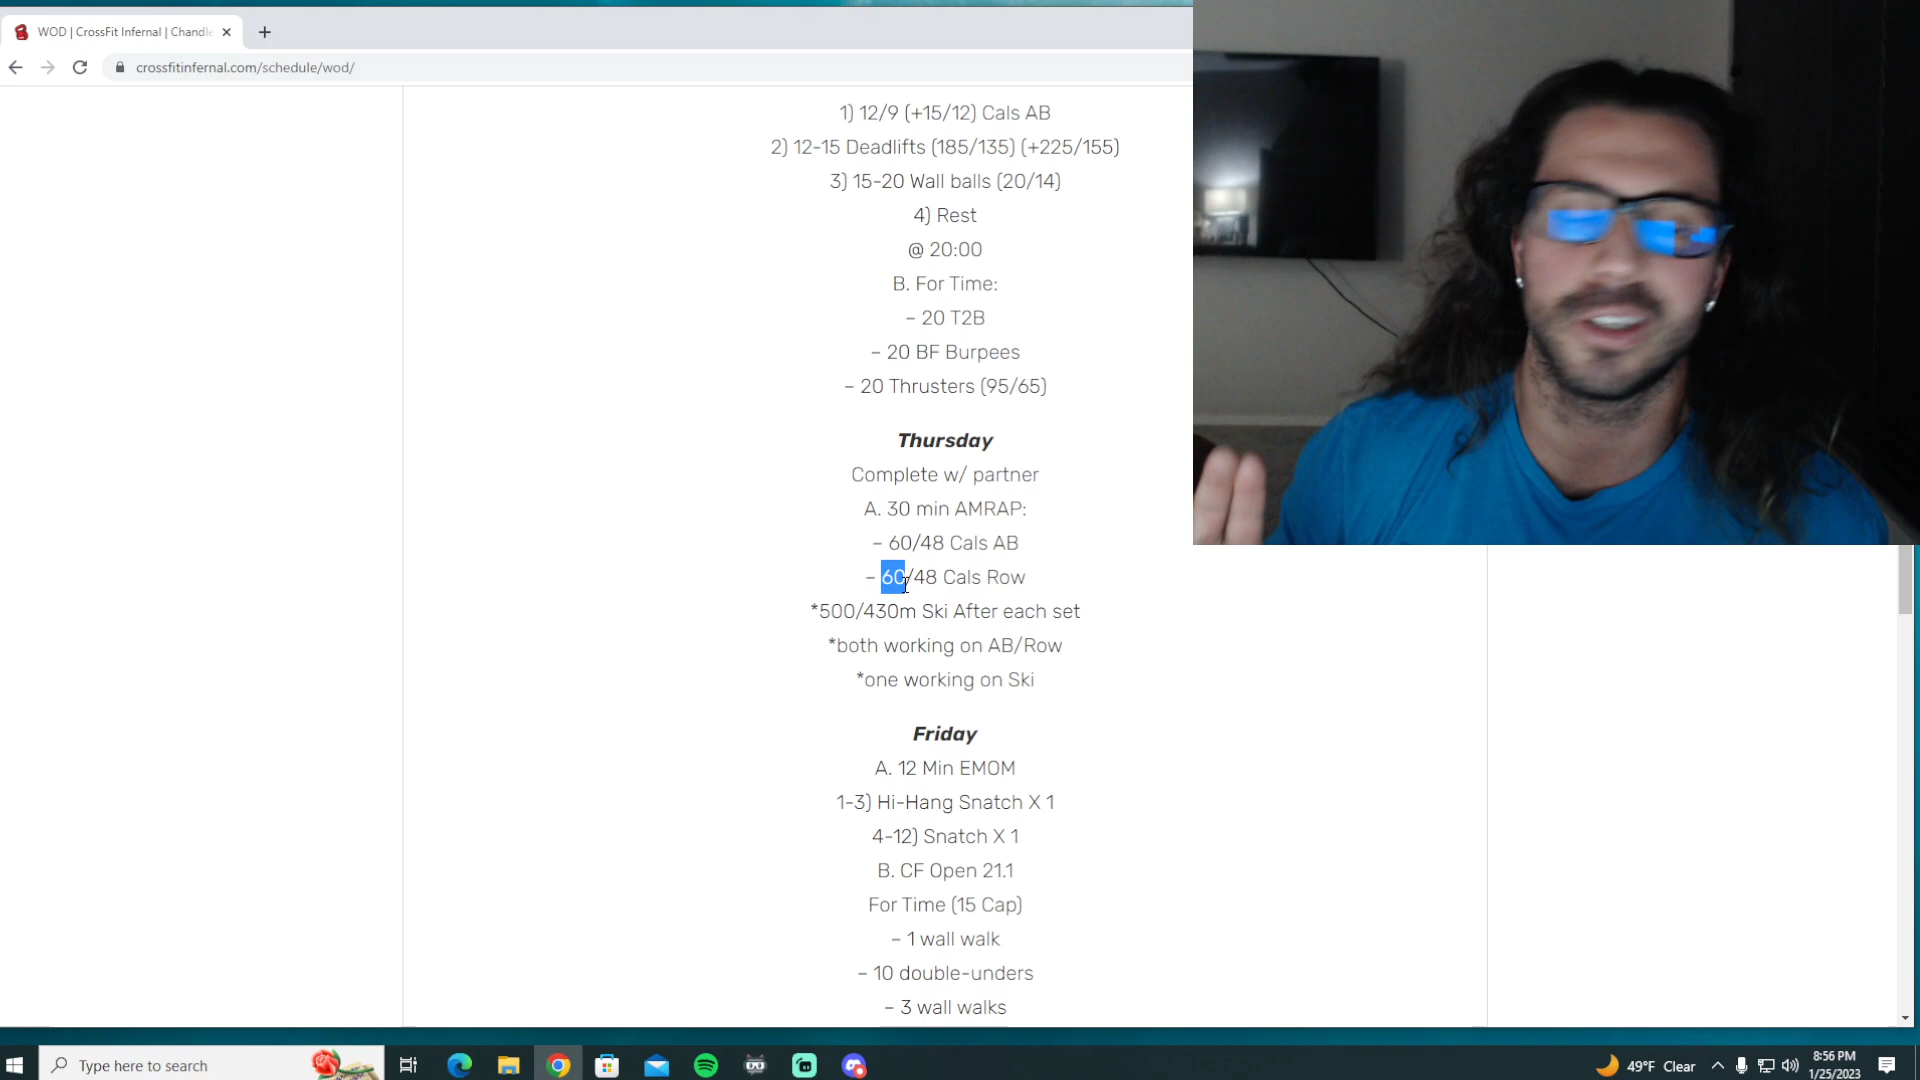 WOD | CrossFit Infernal | Chandle
crossfitinfernal.com/schedule/wod/
1) 12/9 (+15/12) Cals AB
2) 12-15 Deadlifts (185/135) (+225/155)
3) 15-20 Wall balls (20/14)
4) Rest
@ 20:00
B. For Time:
– 20 T2B
– 20 BF Burpees
– 20 Thrusters (95/65)
Thursday
Complete w/ partner
A. 30 min AMRAP:
– 60/48 Cals AB
– 60/48 Cals Row
*500/430m Ski After each set
*both working on AB/Row
*one working on Ski
Friday
A. 12 Min EMOM
1-3) Hi-Hang Snatch X 1
4-12) Snatch X 1
B. CF Open 21.1
For Time (15 Cap)
– 1 wall walk
– 10 double-unders
– 3 wall walks
Type here to search
49°F Clear
8:56 PM
1/25/2023